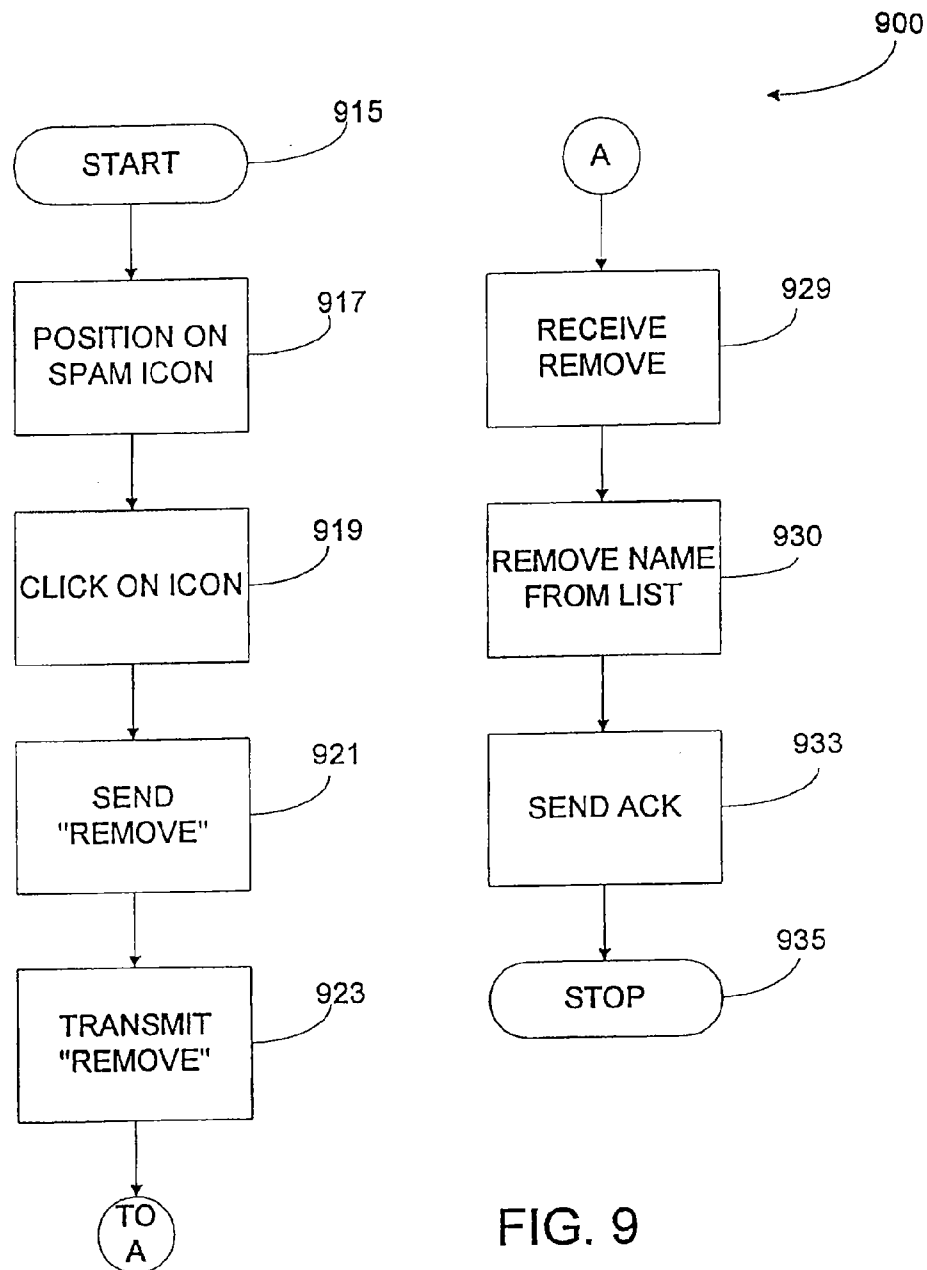 900
915
START
917
POSITION ON
SPAM ICON
919
CLICK ON ICON
921
SEND
"REMOVE"
923
TRANSMIT
"REMOVE"
TO
A
A
929
RECEIVE
REMOVE
930
REMOVE NAME
FROM LIST
933
SEND ACK
935
STOP
FIG. 9